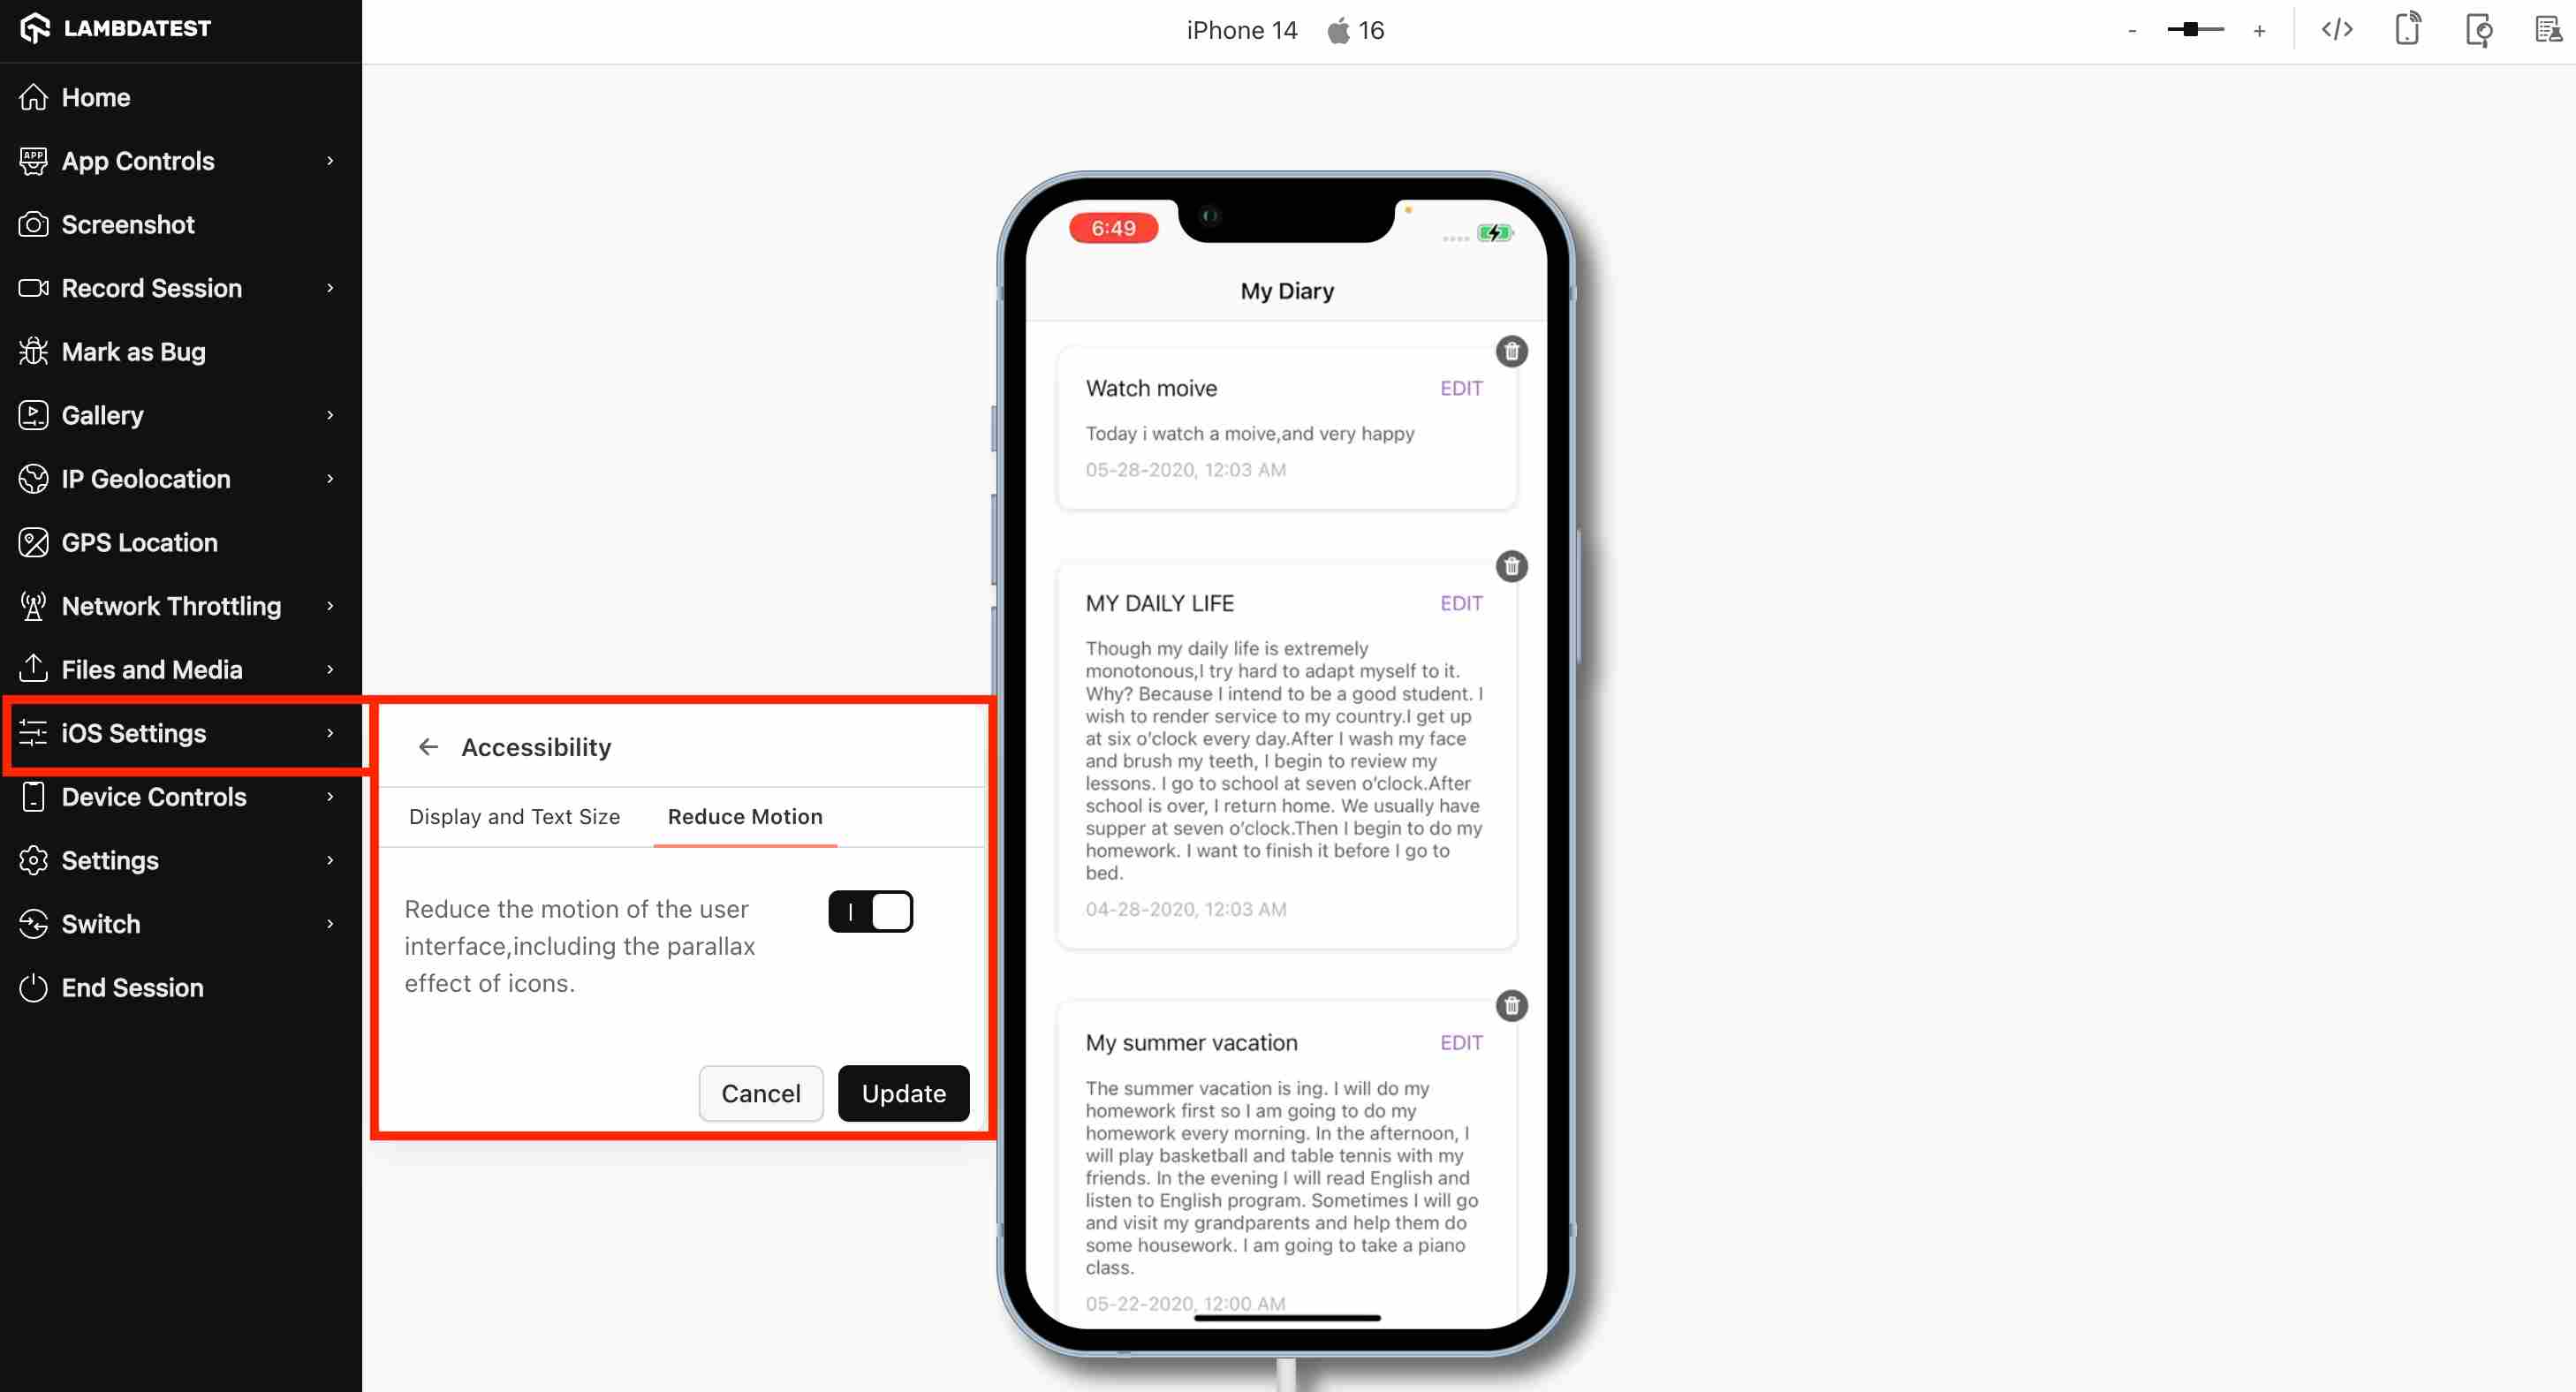 LAMBDATEST
iPhone 14 16
- +
Home
App Controls
Screenshot
Record Session
Mark as Bug
Gallery
IP Geolocation
GPS Location
Network Throttling
Files and Media
iOS Settings
Device Controls
Settings
Switch
End Session
Accessibility
Display and Text Size Reduce Motion
Reduce the motion of the user
interface,including the parallax
effect of icons.
Cancel Update
6:49
My Diary
Watch moive EDIT
Today i watch a moive,and very happy
05-28-2020, 12:03 AM
MY DAILY LIFE EDIT
Though my daily life is extremely
monotonous,I try hard to adapt myself to it.
Why? Because I intend to be a good student. I
wish to render service to my country.I get up
at six o’clock every day.After I wash my face
and brush my teeth, I begin to review my
lessons. I go to school at seven o’clock.After
school is over, I return home. We usually have
supper at seven o’clock.Then I begin to do my
homework. I want to finish it before I go to
bed.
04-28-2020, 12:03 AM
My summer vacation EDIT
The summer vacation is ing. I will do my
homework first so I am going to do my
homework every morning. In the afternoon, I
will play basketball and table tennis with my
friends. In the evening I will read English and
listen to English program. Sometimes I will go
and visit my grandparents and help them do
some housework. I am going to take a piano
class.
05-22-2020, 12:00 AM